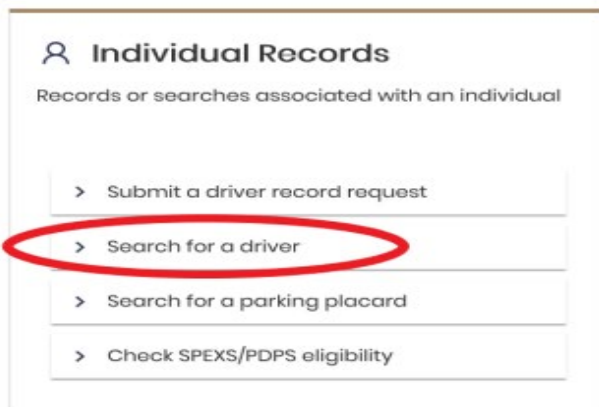 Individual Records
Records or searches associated with an individual
> Submit a driver record request
> Search for a driver
> Search for a parking placard
> Check SPEXS/PDPS eligibility